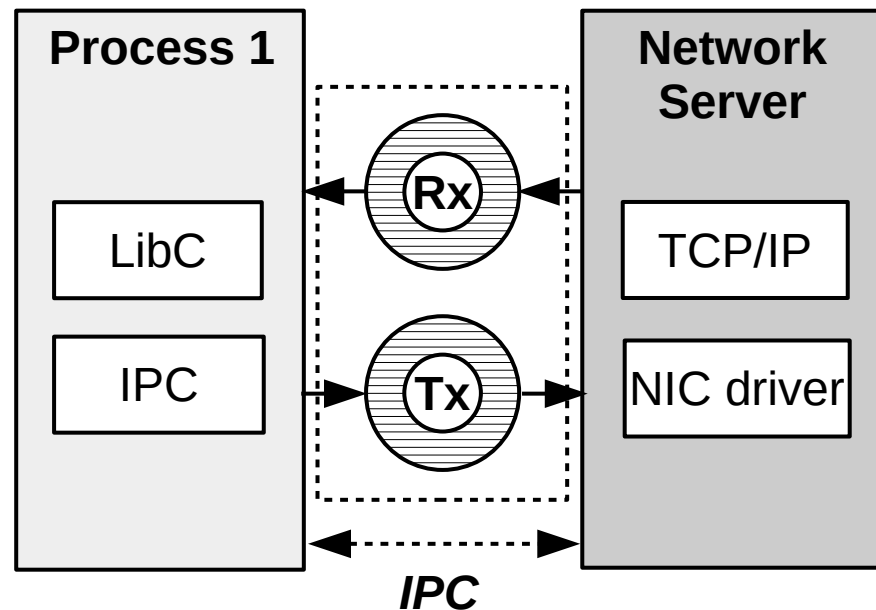 Process 1
LibC
IPC
Rx
Tx
IPC
Network
Server
TCP/IP
NIC driver